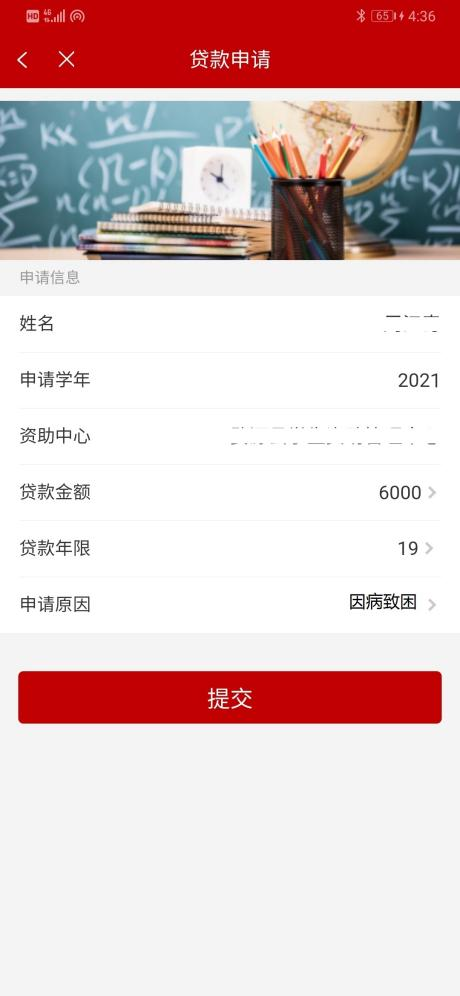 HD 4G 65 4:36
贷款申请
申请信息
姓名
申请学年 2021
资助中心
贷款金额 6000
贷款年限 19
申请原因 因病致困
提交